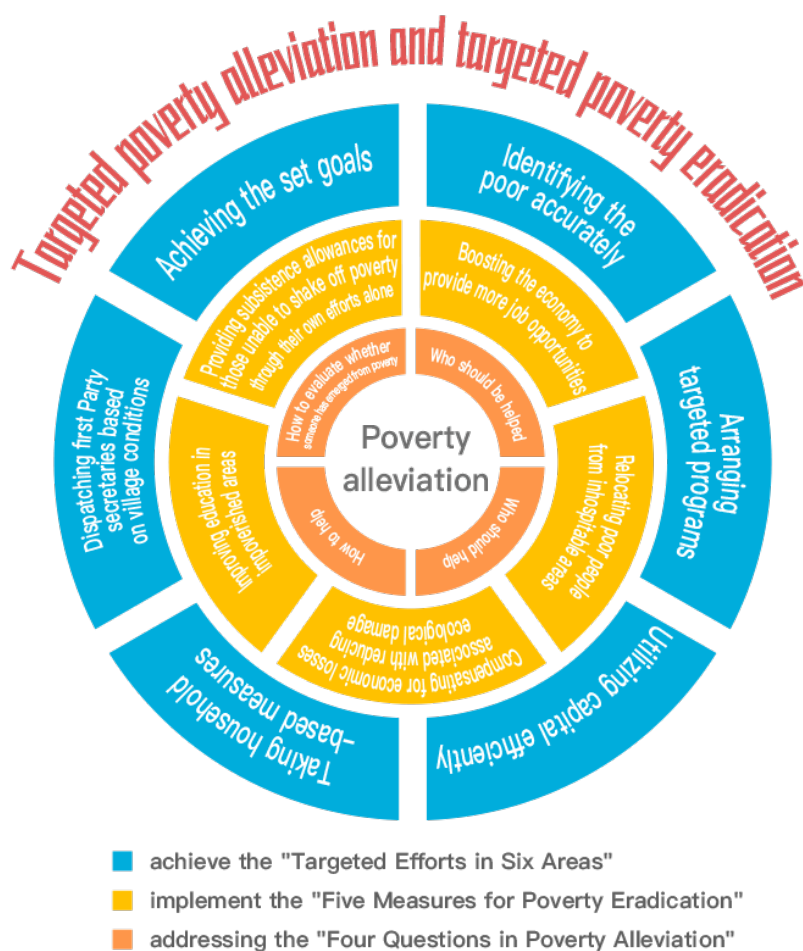 Targeted poverty alleviation and targeted poverty eradication
Identifying the
poor accurately
Arranging
targeted programs
Utilizing capital efficiently
Taking household
-based measures
Dispatching first Party
secretaries based
on village conditions
Achieving the set goals
Boosting the economy to
provide more job opportunities
Relocating poor people
from inhospitable areas
Compensating for economic losses
associated with reducing
ecological damage
Improving education in
impoverished areas
Providing subsistence allowances for
those unable to shake off poverty
through their own efforts alone
Who should be helped
Who should help
How to help
How to evaluate whether
someone has emerged from poverty
Poverty
alleviation
achieve the "Targeted Efforts in Six Areas"
implement the "Five Measures for Poverty Eradication"
addressing the "Four Questions in Poverty Alleviation"